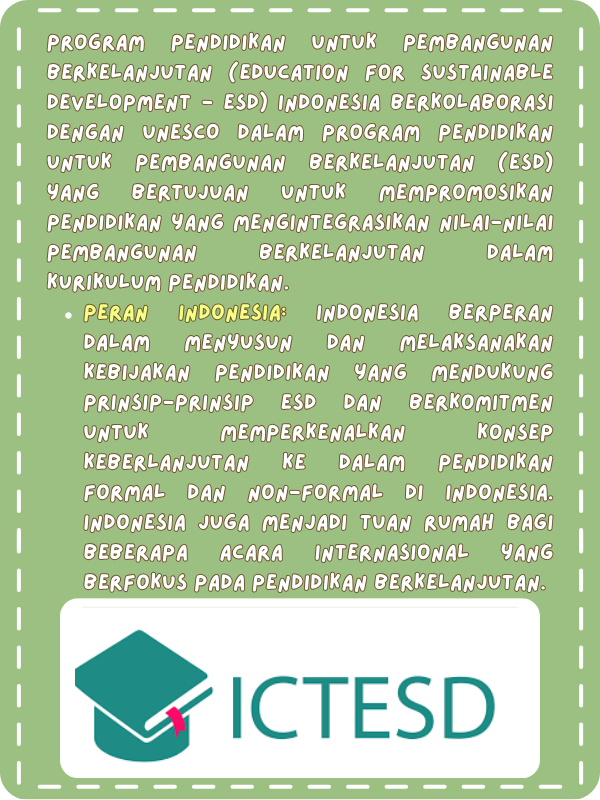 PROGRAM PENDIDIKAN UNTUK PEMBANGUNAN
BERKELANJUTAN (EDUCATION FOR SUSTAINABLE
DEVELOPMENT - ESD) INDONESIA BERKOLABORASI
DENGAN UNESCO DALAM PROGRAM PENDIDIKAN
UNTUK PEMBANGUNAN BERKELANJUTAN (ESD)
YANG BERTUJUAN UNTUK MEMPROMOSIKAN
PENDIDIKAN YANG MENGINTEGRASIKAN NILAI-NILAI
PEMBANGUNAN BERKELANJUTAN DALAM
KURIKULUM PENDIDIKAN.
• PERAN INDONESIA: INDONESIA BERPERAN
DALAM MENYUSUN DAN MELAKSANAKAN
KEBIJAKAN PENDIDIKAN YANG MENDUKUNG
PRINSIP-PRINSIP ESD DAN BERKOMITMEN
UNTUK MEMPERKENALKAN KONSEP
KEBERLANJUTAN KE DALAM PENDIDIKAN
FORMAL DAN NON-FORMAL DI INDONESIA.
INDONESIA JUGA MENJADI TUAN RUMAH BAGI
BEBERAPA ACARA INTERNASIONAL YANG
BERFOKUS PADA PENDIDIKAN BERKELANJUTAN.
ICTESD